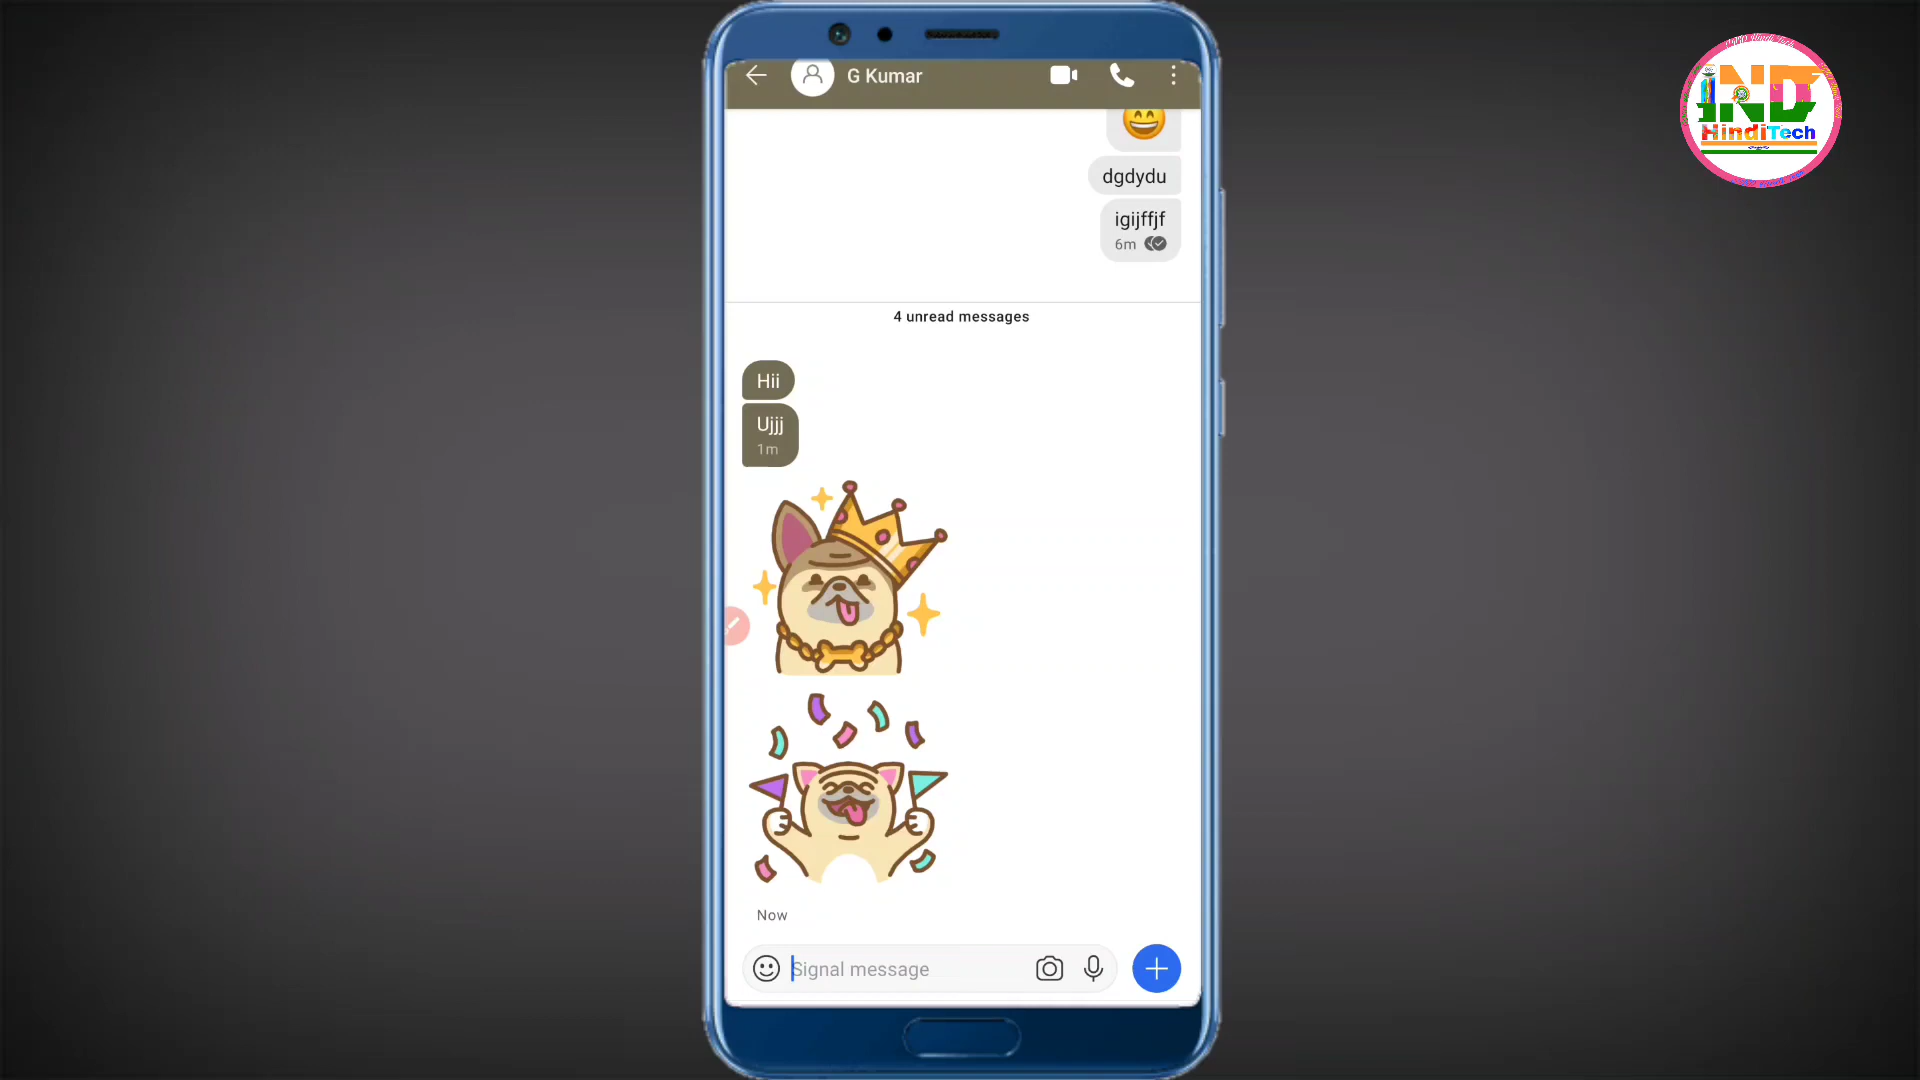 G Kumar
dgdydu
igijffjf
6m
4 unread messages
Hii
Ujjj
1m
Now
Signal message
IND
HindiTech